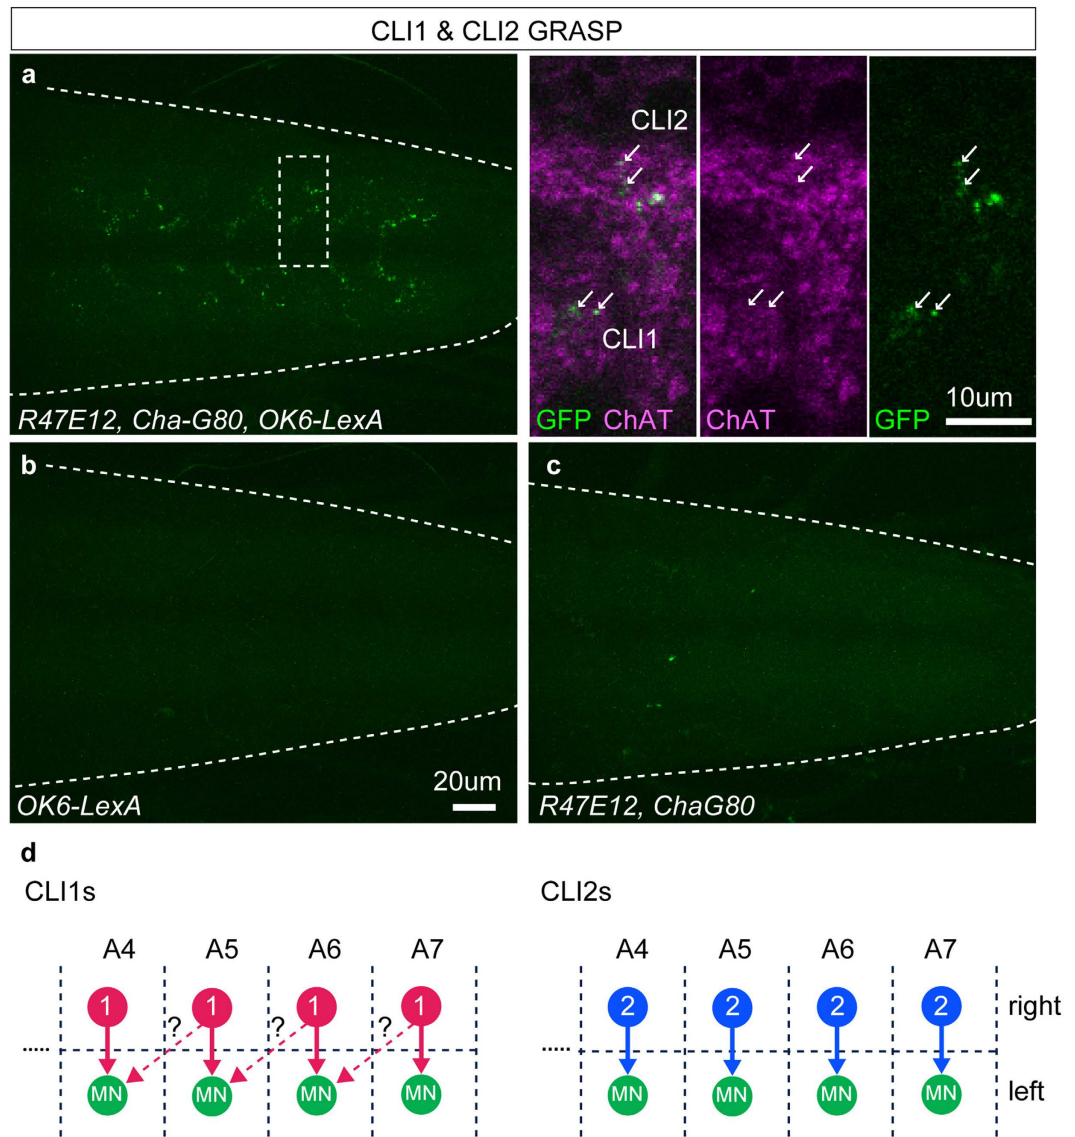 CLI1 & CLI2 GRASP
a
CLI2
CLI1
R47E12, Cha-G80, OK6-LexA
GFP ChAT
ChAT
GFP
10um
b
c
OK6-LexA
20um
R47E12, ChaG80
d
CLI1s
CLI2s
A4 A5 A6 A7
A4 A5 A6 A7
1 1 1 1
2 2 2 2
right
? ? ?
MN MN MN MN
MN MN MN MN
left